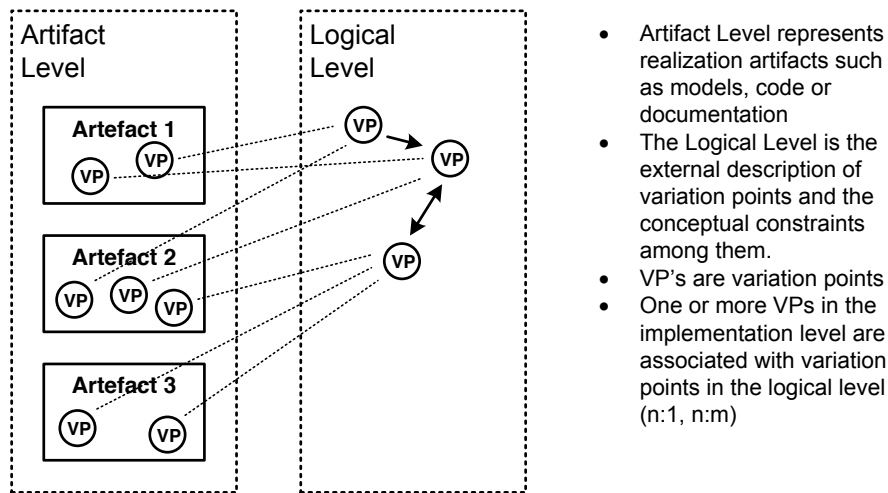 Artifact
Level
Artefact 1
VP
VP
Artefact 2
VP
VP
VP
Artefact 3
VP
VP
Logical
Level
VP
VP
VP
• Artifact Level represents
realization artifacts such
as models, code or
documentation
• The Logical Level is the
external description of
variation points and the
conceptual constraints
among them.
• VP's are variation points
• One or more VPs in the
implementation level are
associated with variation
points in the logical level
(n:1, n:m)